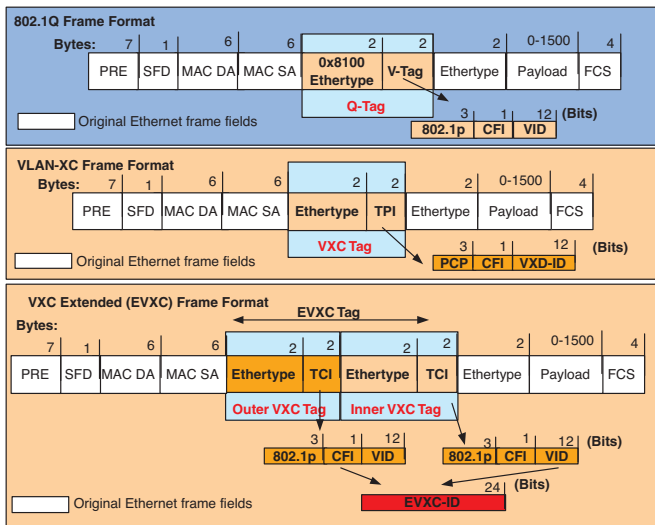 802.1Q Frame Format
Bytes: 7 1 6 6 2 2 2 0-1500 4
PRE SFD MAC DA MAC SA 0x8100 Ethertype V-Tag Ethertype Payload FCS
Q-Tag
3 1 12 (Bits)
802.1p CFI VID
Original Ethernet frame fields
VLAN-XC Frame Format
Bytes: 7 1 6 6 2 2 2 0-1500 4
PRE SFD MAC DA MAC SA Ethertype TPI Ethertype Payload FCS
VXC Tag
3 1 12 (Bits)
PCP CFI VXD-ID
Original Ethernet frame fields
VXC Extended (EVXC) Frame Format
EVXC Tag
Bytes:
7 1 6 6 2 2 2 2 2 0-1500 4
PRE SFD MAC DA MAC SA Ethertype TCI Ethertype TCI Ethertype Payload FCS
Outer VXC Tag Inner VXC Tag
3 1 12 3 1 12 (Bits)
802.1p CFI VID 802.1p CFI VID
24 (Bits)
EVXC-ID
Original Ethernet frame fields